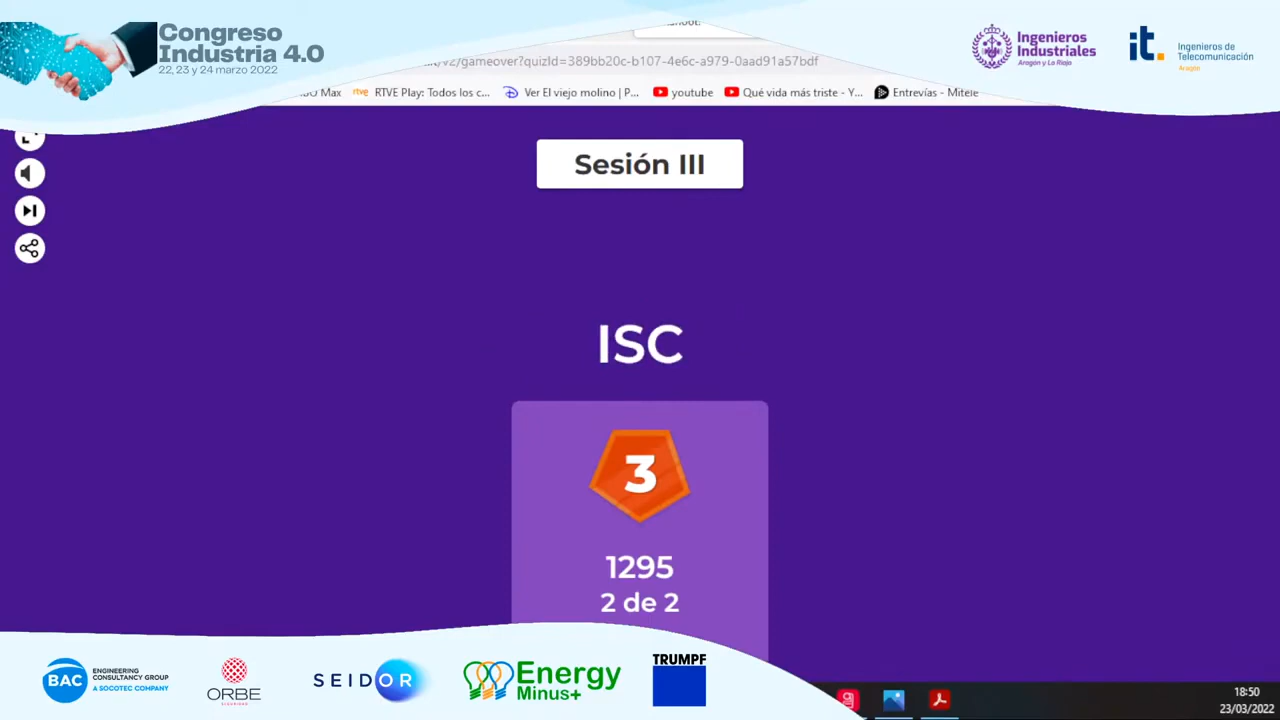 Congreso
Industria 4.0
22, 23 y 24 marzo 2022
/v2/gameover?quizId=389bb20c-b107-4e6c-a979-0aad91a57bdf
Max
rtve RTVE Play: Todos los c...
Ver El viejo molino | P...
youtube
Qué vida más triste - Y...
Entrevías - Mitele
Ingenieros
Industriales
Aragón y La Rioja
it.
Ingenieros de
Telecomunicación
Aragón
Sesión III
ISC
3
1295
2 de 2
BAC
ENGINEERING
CONSULTANCY GROUP
A SOCOTEC COMPANY
ORBE
SEGURIDAD
SEIDOR
Energy
Minus+
TRUMPF
18:50
23/03/2022